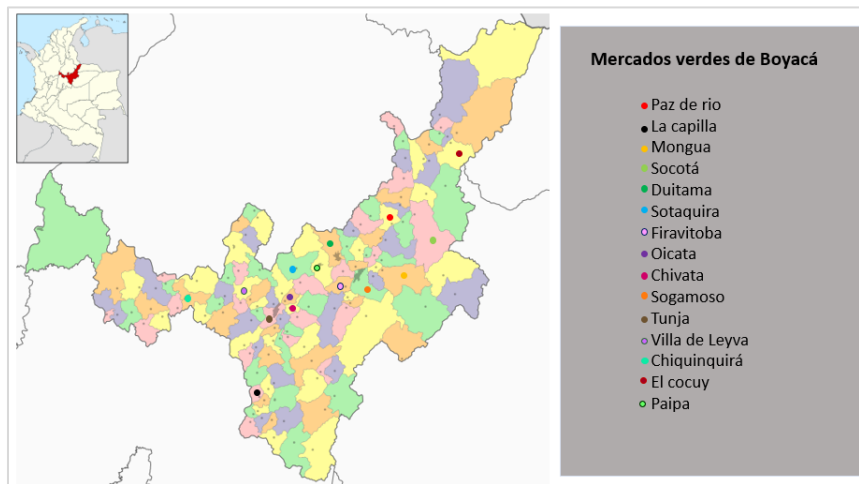 Mercados verdes de Boyacá
Paz de rio
La capilla
Mongua
Socotá
Duitama
Sotaquira
Firavitoba
Oicata
Chivata
Sogamoso
Tunja
Villa de Leyva
Chiquinquirá
El cocuy
Paipa